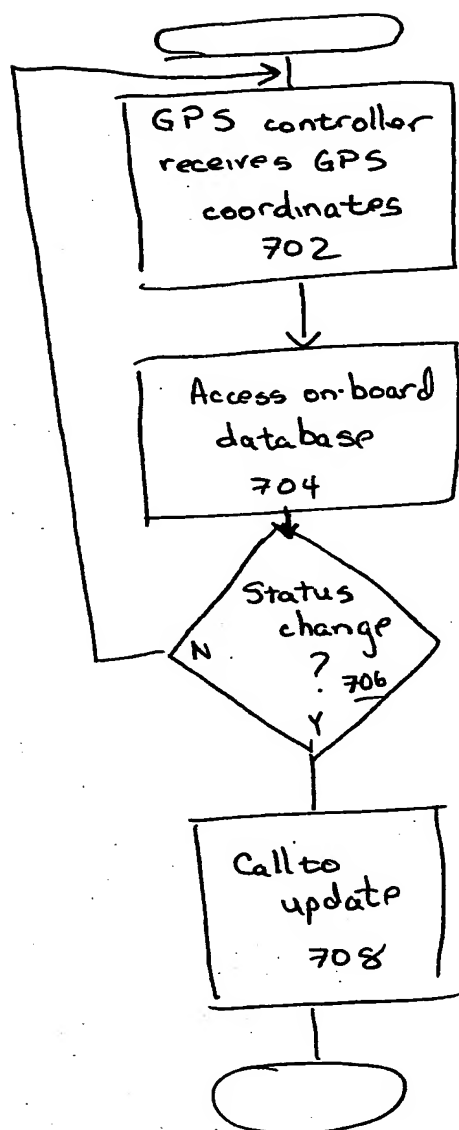 GPS controller
receives GPS
coordinates
702
Access on-board
database
704
Status
change
?
706
N
Y
Call to
update
708